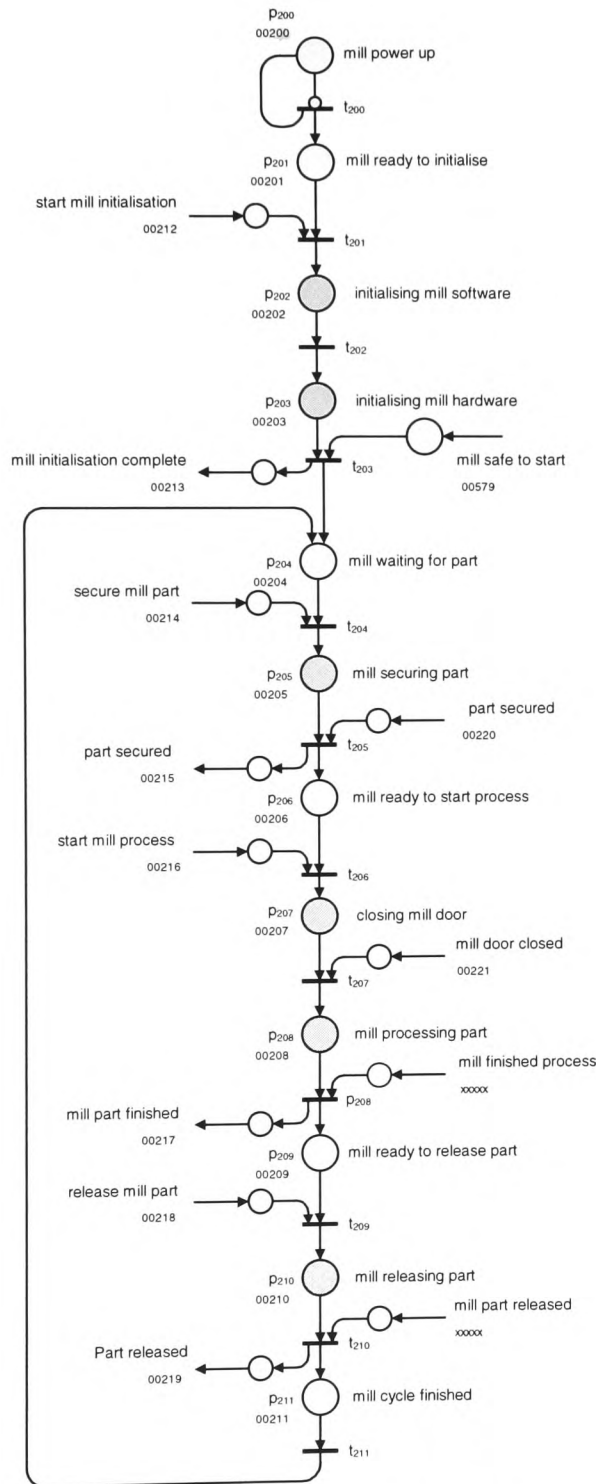 p200
00200
mill power up
t200
p201
mill ready to initialise
00201
start mill initialisation
00212
t201
p202
initialising mill software
00202
t202
p203
initialising mill hardware
00203
mill initialisation complete
mill safe to start
t203
00213
00579
p204
mill waiting for part
00204
secure mill part
00214
t204
p205
mill securing part
00205
part secured
00220
part secured
t205
00215
p206
mill ready to start process
00206
start mill process
00216
t206
p207
closing mill door
00207
mill door closed
00221
t207
p208
mill processing part
00208
mill finished process
xxxxx
p208
mill part finished
00217
p209
mill ready to release part
00209
release mill part
00218
t209
p210
mill releasing part
00210
mill part released
xxxxx
t210
Part released
00219
p211
mill cycle finished
00211
t211